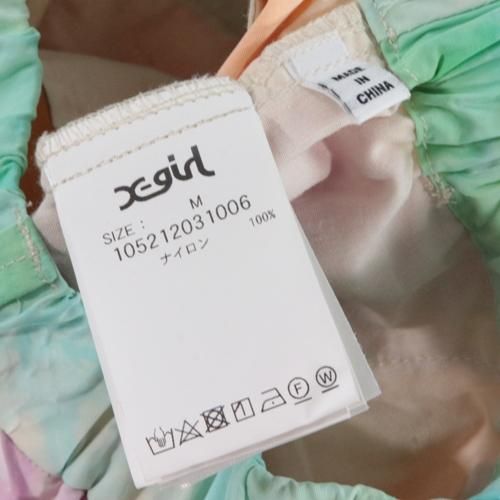 MADE
IN
CHINA
X-girl
SIZE : M
105212031006
ナイロン 100%
F W